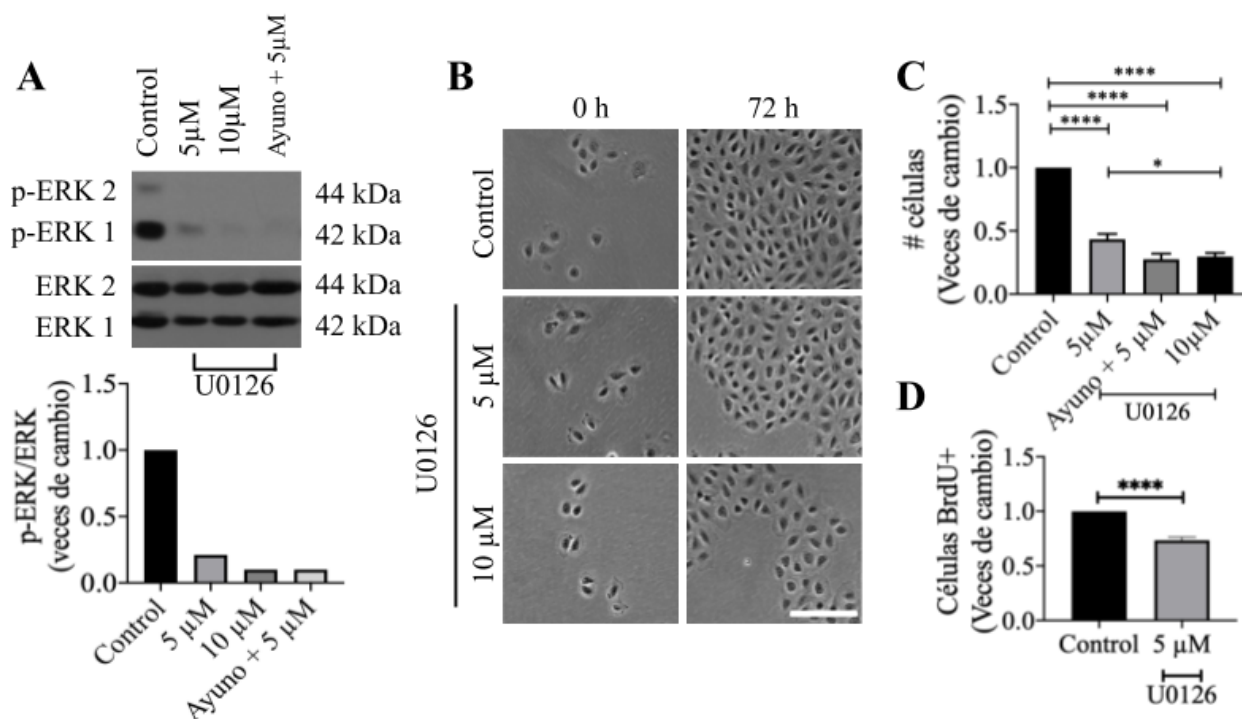 A
Control
5µM
10µM
Ayuno + 5µM
p-ERK 2
44 kDa
p-ERK 1
42 kDa
ERK 2
44 kDa
ERK 1
42 kDa
U0126
p-ERK/ERK
(veces de cambio)
1.5
1.0
0.5
0.0
Control
5 µM
10 µM
Ayuno + 5 µM
B
0 h
72 h
Control
5 µM
10 µM
U0126
C
****
****
****
*
# células
(Veces de cambio)
1.5
1.0
0.5
0.0
Control
5µM
Ayuno + 5 µM
10µM
U0126
D
****
Células BrdU+
(Veces de cambio)
1.5
1.0
0.5
0.0
Control
5 µM
U0126